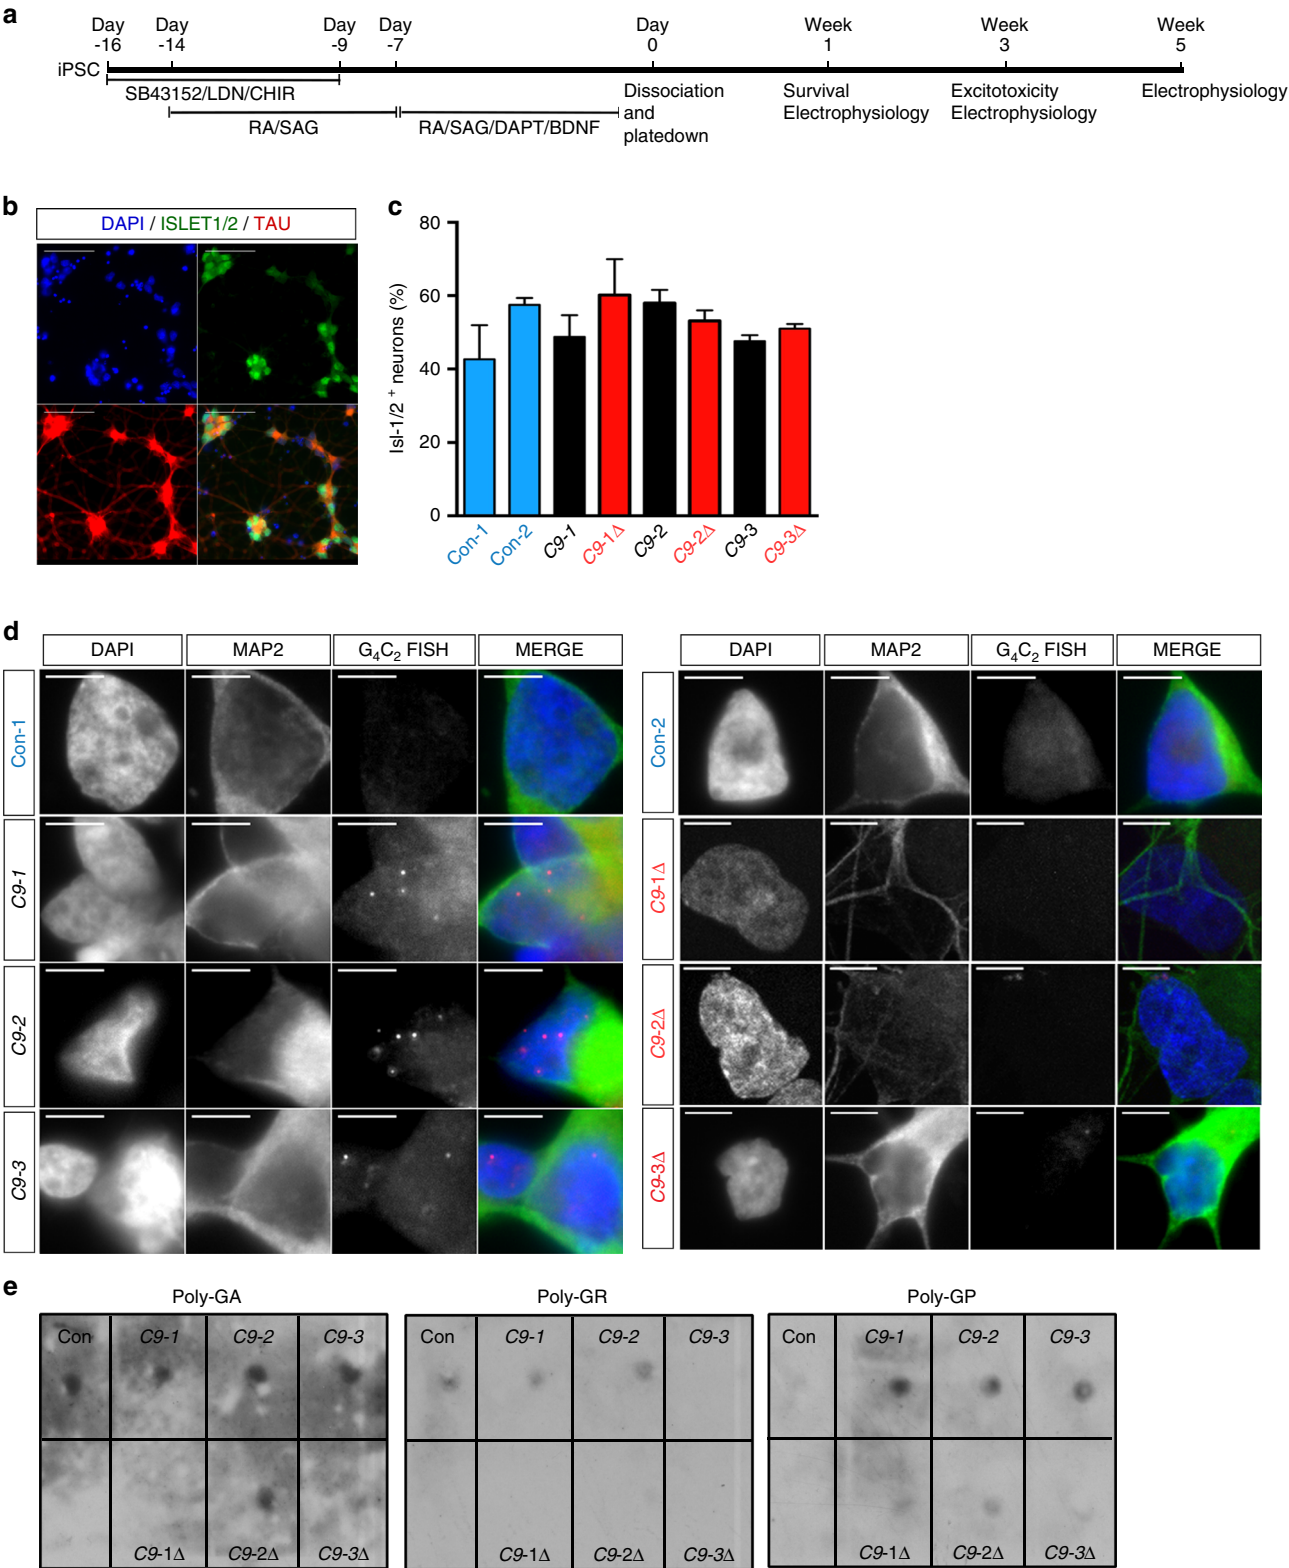 a
Day -16
Day -14
Day -9
Day -7
Day 0
Week 1
Week 3
Week 5
iPSC
SB43152/LDN/CHIR
RA/SAG
RA/SAG/DAPT/BDNF
Dissociation and platedown
Survival Electrophysiology
Excitotoxicity Electrophysiology
Electrophysiology
b
DAPI / ISLET1/2 / TAU
c
Isl-1/2 + neurons (%)
80
60
40
20
0
Con-1
Con-2
C9-1
C9-1Δ
C9-2
C9-2Δ
C9-3
C9-3Δ
d
DAPI MAP2 G4C2 FISH MERGE
Con-1
C9-1
C9-2
C9-3
DAPI MAP2 G4C2 FISH MERGE
Con-2
C9-1Δ
C9-2Δ
C9-3Δ
e
Poly-GA
Con C9-1 C9-2 C9-3
C9-1Δ C9-2Δ C9-3Δ
Poly-GR
Con C9-1 C9-2 C9-3
C9-1Δ C9-2Δ C9-3Δ
Poly-GP
Con C9-1 C9-2 C9-3
C9-1Δ C9-2Δ C9-3Δ